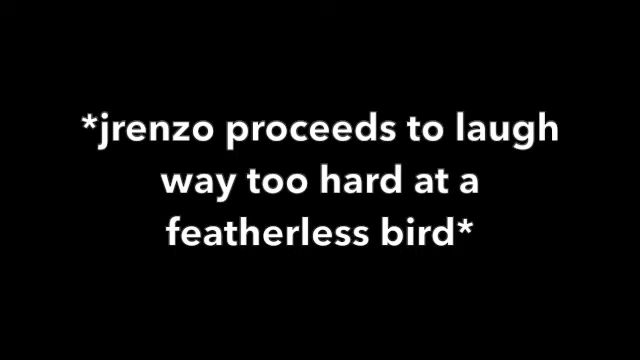 *jrenzo proceeds to laugh
way too hard at a
featherless bird*